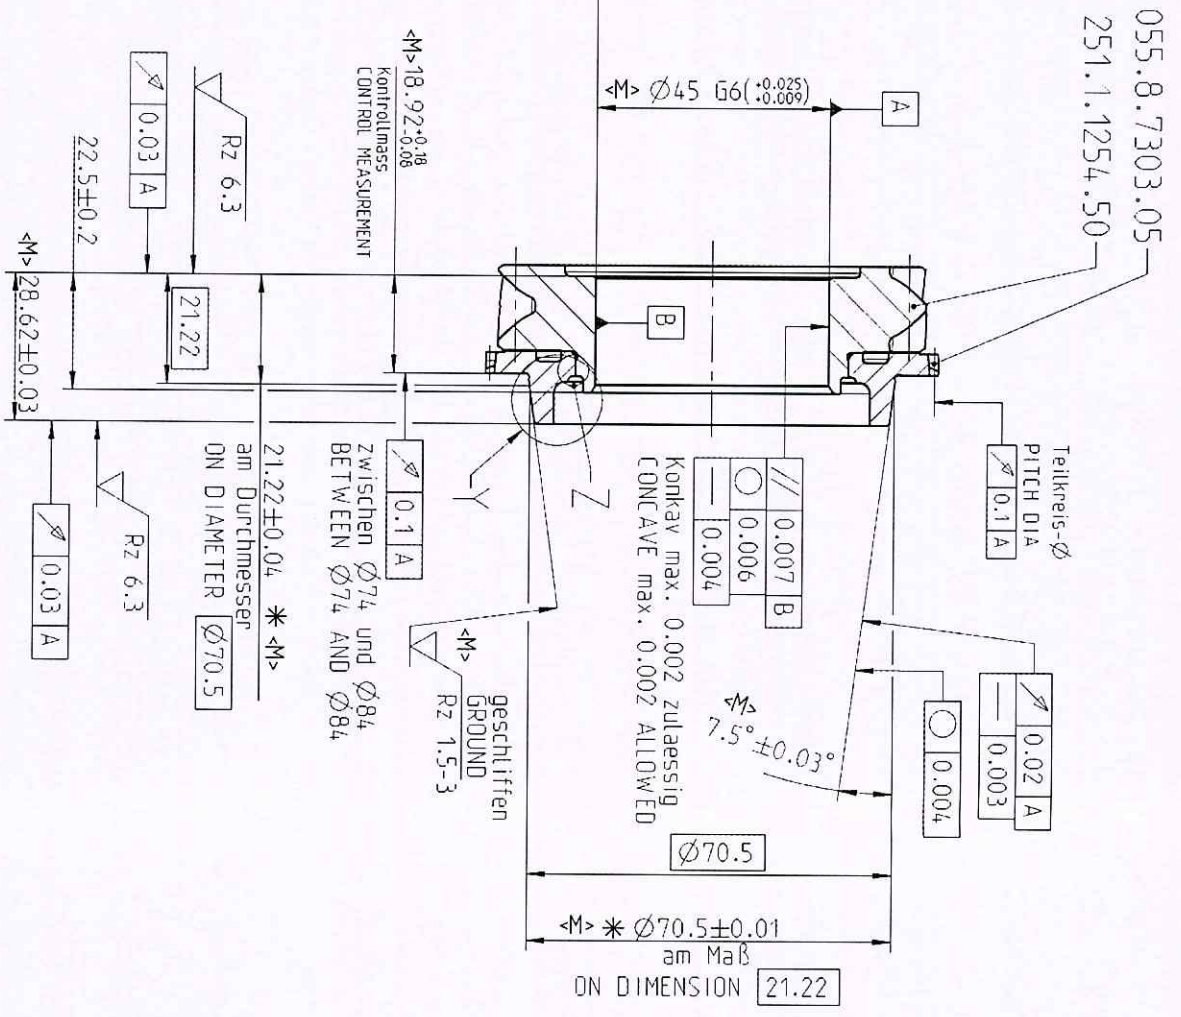 055.8.7303.05
251.1.1254.50
<M> Ø45 G6(+0.025 +0.009)
A
<M>18.92+0.18 -0.06
Kontrollmass
CONTROL MEASUREMENT
Rz 6.3
0.03 A
22.5±0.2
<M> 28.62±0.03
21.22
B
Teilkreis-Ø
PITCH DIA
0.1 A
// 0.007 B
○ 0.006
— 0.004
Konkav max. 0.002 zulaessig
CONCAVE max. 0.002 ALLOWED
Z
Y
0.1 A
zwischen Ø74 und Ø84
BETWEEN Ø74 AND Ø84
21.22±0.04 * <M>
am Durchmesser
ON DIAMETER Ø70.5
Rz 6.3
0.03 A
<M>
geschliffen
GROUND
Rz 1.5-3
<M>
7.5°±0.03°
0.02 A
— 0.003
○ 0.004
Ø70.5
<M> * Ø70.5±0.01
am Maß
ON DIMENSION 21.22